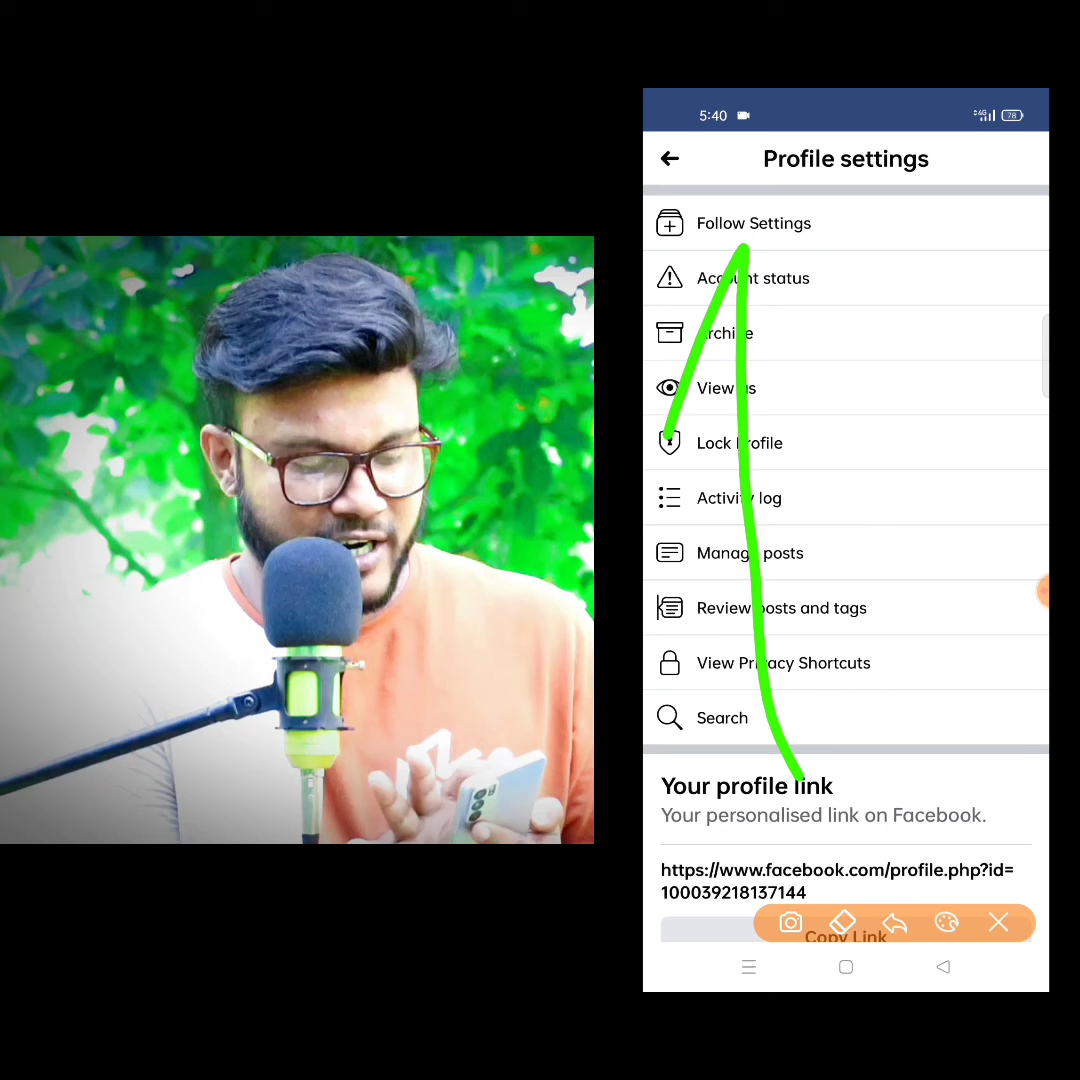 5:40
4G
78
Profile settings
Follow Settings
Account status
Archive
View as
Lock Profile
Activity log
Manage posts
Review posts and tags
View Privacy Shortcuts
Search
Your profile link
Your personalised link on Facebook.
https://www.facebook.com/profile.php?id=
100039218137144
Copy Link